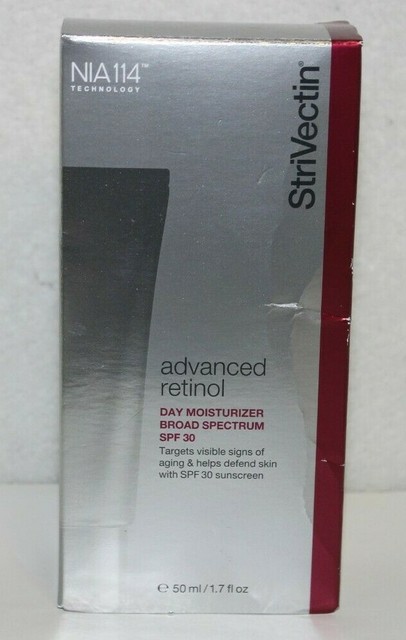 NIA114™
TECHNOLOGY
StriVectin®
advanced
retinol
DAY MOISTURIZER
BROAD SPECTRUM
SPF 30
Targets visible signs of
aging & helps defend skin
with SPF 30 sunscreen
℮ 50 ml / 1.7 fl oz